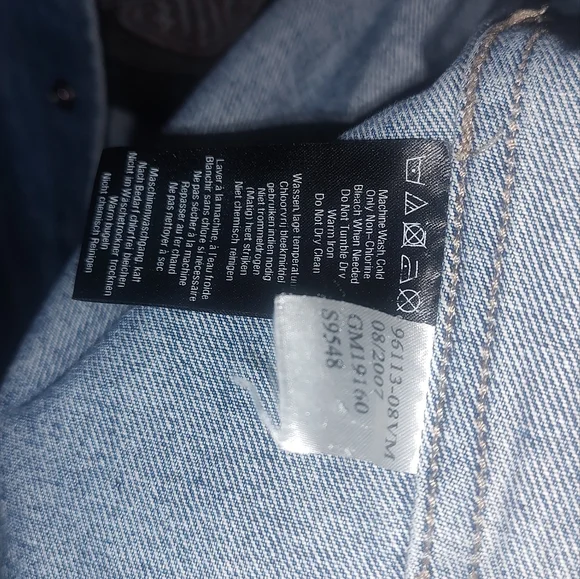 Machine Wash Cold
Only Non-Chlorine
Bleach When Needed
Do Not Tumble Dry
Warm Iron
Do Not Dry Clean
Wassen, lage temperatuur
Chloorvrij bleekmiddel
gebruiken indien nodig
Niet trommeldrogen
(Matig) heet strijken
Niet chemisch reinigen
Laver à la machine, à l'eau froide
Blanchir sans chlore si nécessaire
Ne pas sécher à la machine
Repasser au fer chaud
Ne pas nettoyer à sec
Maschinenwaschgang, kalt
Nach Bedarf chlorfrei bleichen
Nicht im Wäschetrockner trocknen
Warm bügeln
Nicht chemisch Reinigen
96113-08VM
08/2007
GM19160
S9548